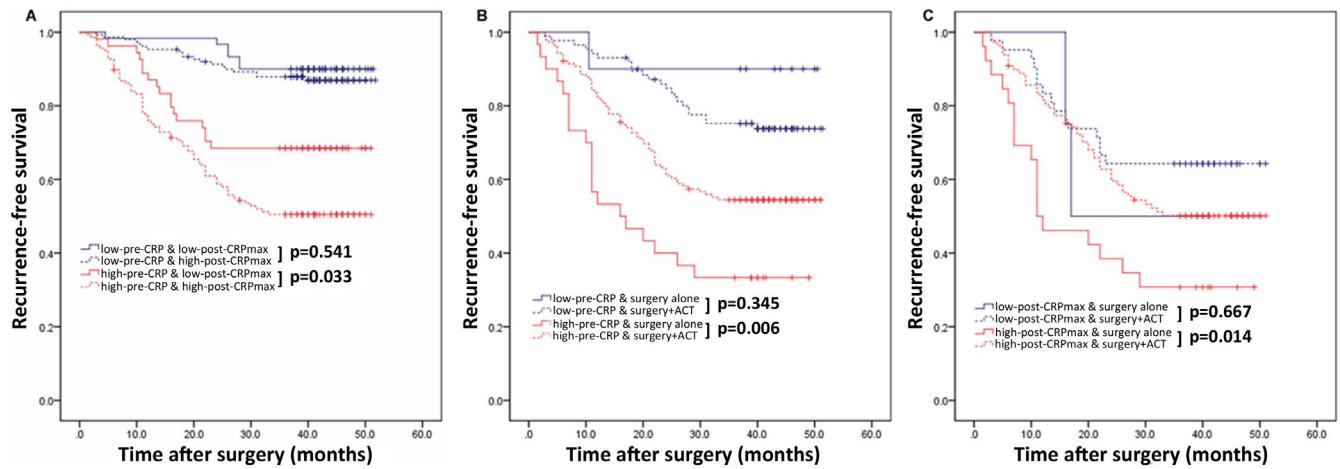 A
Recurrence-free survival
1.0
0.8
0.6
0.4
0.2
0.0
low-pre-CRP & low-post-CRPmax
low-pre-CRP & high-post-CRPmax
] p=0.541
high-pre-CRP & low-post-CRPmax
high-pre-CRP & high-post-CRPmax
] p=0.033
.0 10.0 20.0 30.0 40.0 50.0 60.0
Time after surgery (months)
B
Recurrence-free survival
1.0
0.8
0.6
0.4
0.2
0.0
low-pre-CRP & surgery alone
low-pre-CRP & surgery+ACT
] p=0.345
high-pre-CRP & surgery alone
high-pre-CRP & surgery+ACT
] p=0.006
.0 10.0 20.0 30.0 40.0 50.0 60.0
Time after surgery (months)
C
Recurrence-free survival
1.0
0.8
0.6
0.4
0.2
0.0
low-post-CRPmax & surgery alone
low-post-CRPmax & surgery+ACT
] p=0.667
high-post-CRPmax & surgery alone
high-post-CRPmax & surgery+ACT
] p=0.014
.0 10.0 20.0 30.0 40.0 50.0 60.0
Time after surgery (months)